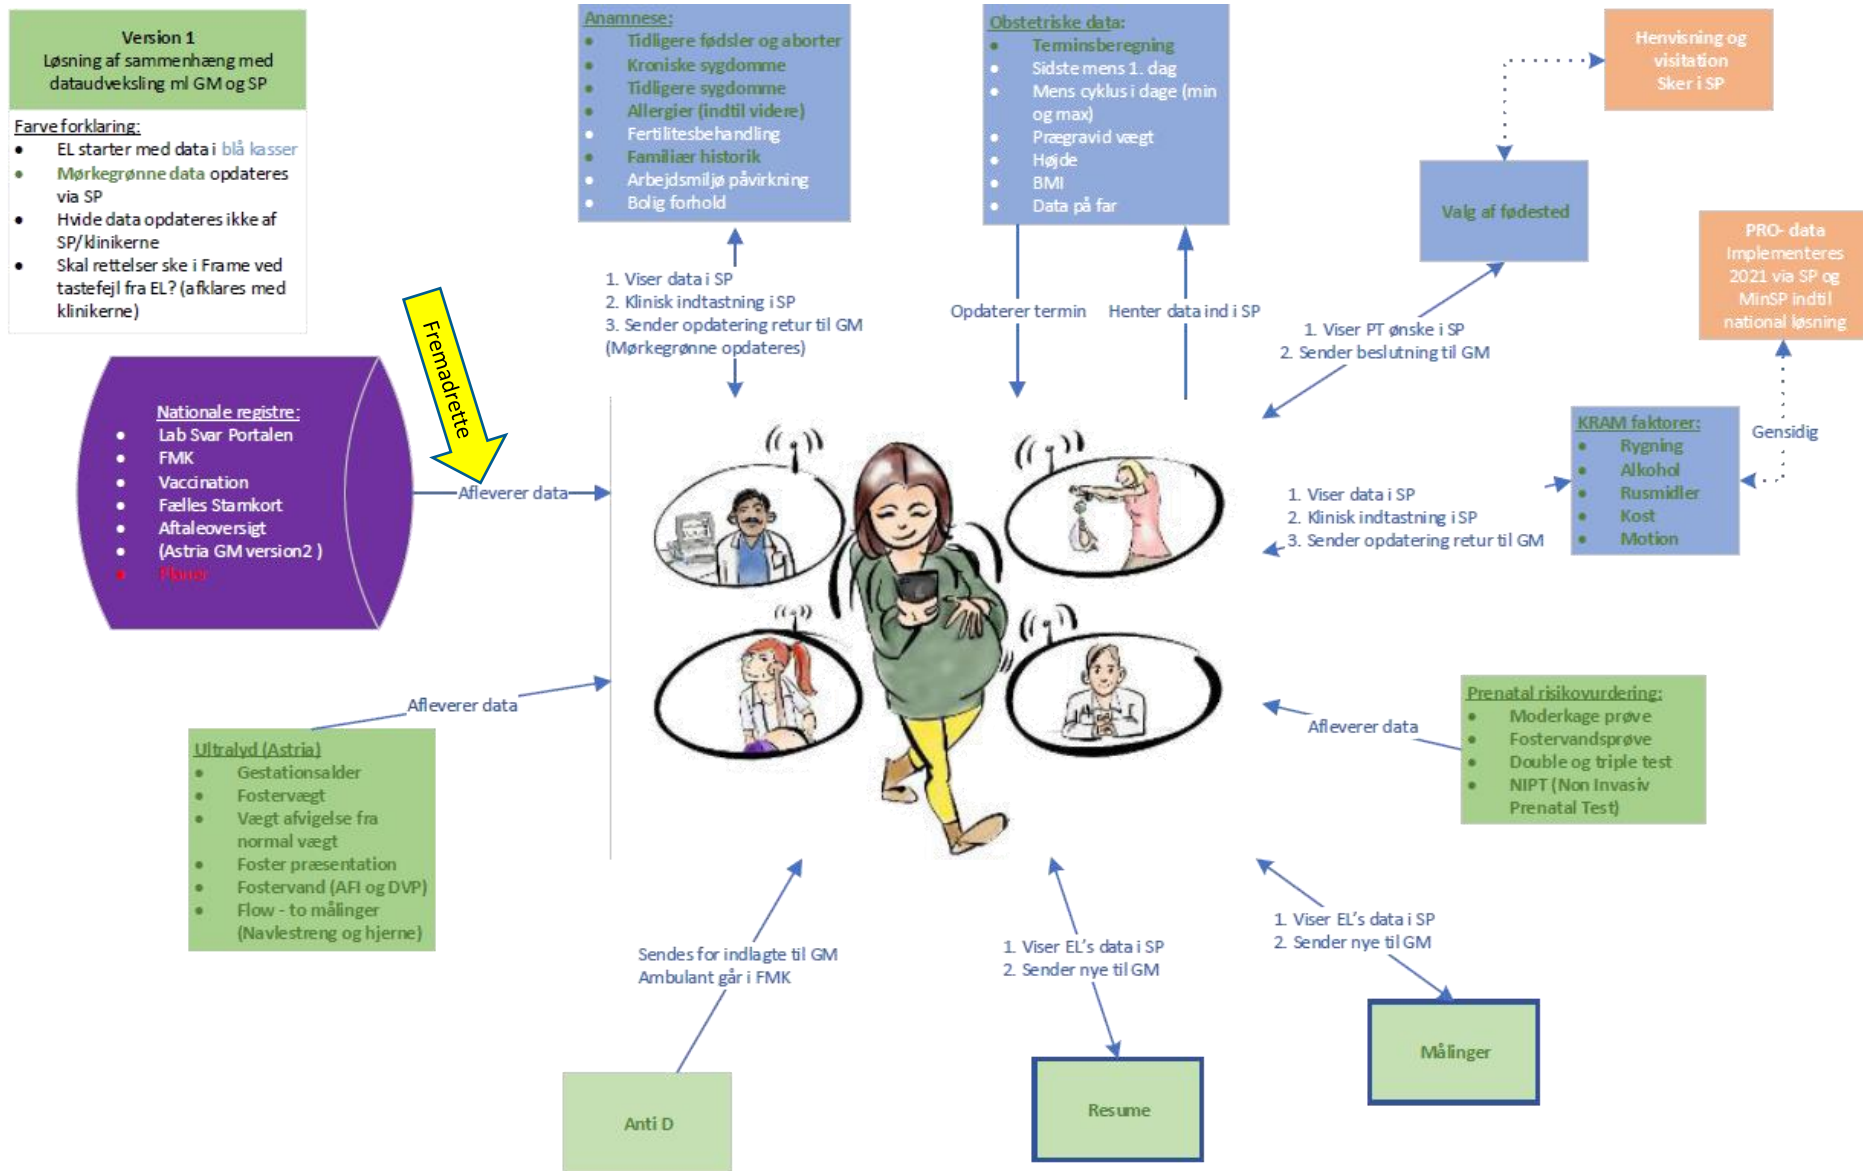 Version 1
Løsning af sammenhæng med
dataudveksling ml GM og SP
Farve forklaring:
EL starter med data i blå kasser
Mørkegrønne data opdateres
via SP
Hvide data opdateres ikke af
SP/klinikerne
Skal rettelser ske i Frame ved
tastefejl fra EL? (afklares med
klinikerne)
Anamnese:
Tidligere fødsler og aborter
Kroniske sygdomme
Tidligere sygdomme
Allergier (indtil videre)
Fertilitesbehandling
Familiær historik
Arbejdsmiljø påvirkning
Bolig forhold
Obstetriske data:
Terminsberegning
Sidste mens 1. dag
Mens cyklus i dage (min
og max)
Prægravid vægt
Højde
BMI
Data på far
Henvisning og
visitation
Sker i SP
Valg af fødested
PRO- data
Implementeres
2021 via SP og
MinSP indtil
national løsning
1. Viser data i SP
2. Klinisk indtastning i SP
3. Sender opdatering retur til GM
(Mørkegrønne opdateres)
Opdaterer termin
Henter data ind i SP
1. Viser PT ønske i SP
2. Sender beslutning til GM
Fremadrette
Nationale registre:
Lab Svar Portalen
FMK
Vaccination
Fælles Stamkort
Aftaleoversigt
(Astria GM version2 )
Planer
Afleverer data
KRAM faktorer:
Rygning
Alkohol
Rusmidler
Kost
Motion
Gensidig
1. Viser data i SP
2. Klinisk indtastning i SP
3. Sender opdatering retur til GM
Afleverer data
Ultralyd (Astria)
Gestationsalder
Fostervægt
Vægt afvigelse fra
normal vægt
Foster præsentation
Fostervand (AFI og DVP)
Flow - to målinger
(Navlestreng og hjerne)
Afleverer data
Prenatal risikovurdering:
Moderkage prøve
Fostervandsprøve
Double og triple test
NIPT (Non Invasiv
Prenatal Test)
Sendes for indlagte til GM
Ambulant går i FMK
1. Viser EL's data i SP
2. Sender nye til GM
1. Viser EL's data i SP
2. Sender nye til GM
Anti D
Resume
Målinger